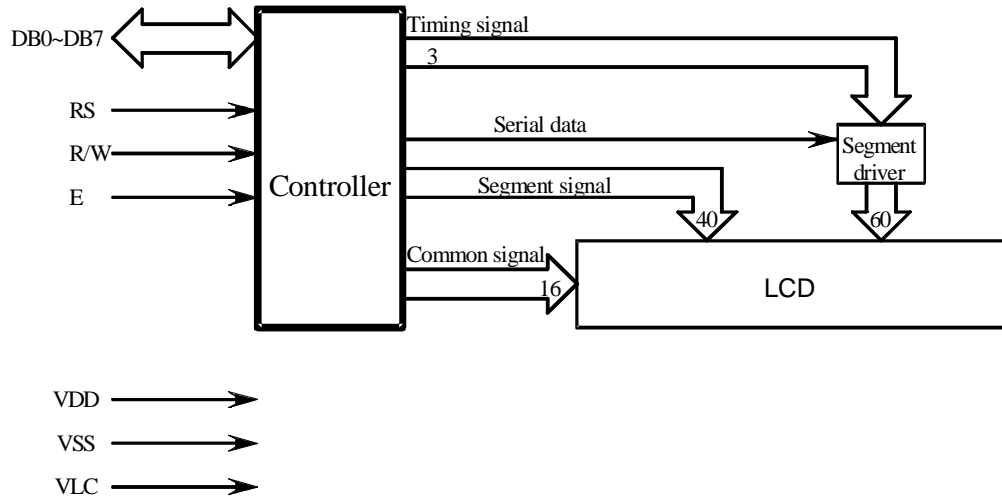 DB0~DB7
Timing signal
3
RS
Serial data
R/W
Segment
driver
Controller
E
Segment signal
40
60
Common signal
16
LCD
VDD
VSS
VLC